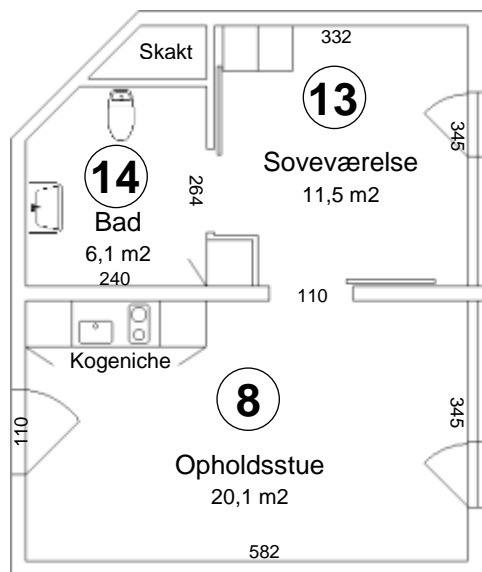 332
Skakt
13
345
Soveværelse
11,5 m2
14
264
Bad
6,1 m2
240
110
Kogeniche
8
110
345
Opholdsstue
20,1 m2
582